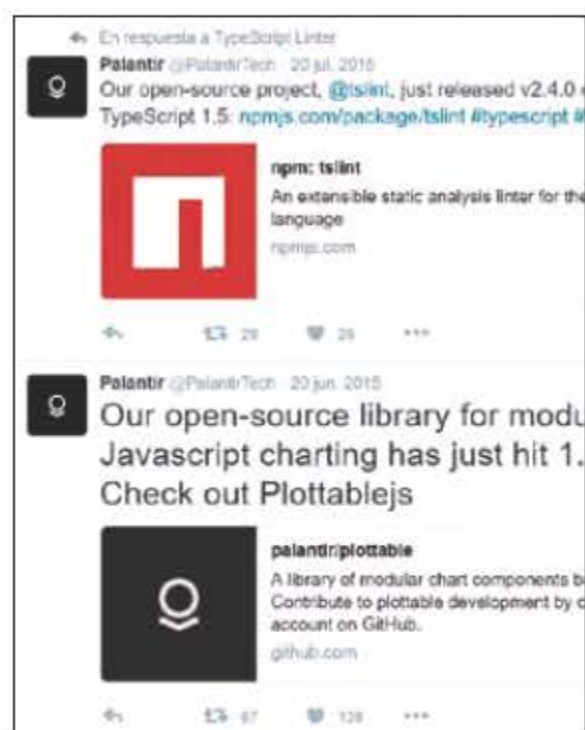 En respuesta a TypeScript Linter
Palantir @PalantirTech · 20 jul. 2015
Our open-source project, @tslint, just released v2.4.0
TypeScript 1.5: npmjs.com/package/tslint #typescript #
npm: tslint
An extensible static analysis linter for the
language
npmjs.com
29 26
Palantir @PalantirTech · 20 jun. 2015
Our open-source library for modu
Javascript charting has just hit 1.
Check out Plottablejs
palantir/plottable
A library of modular chart components b
Contribute to plottable development by c
account on GitHub.
github.com
67 128